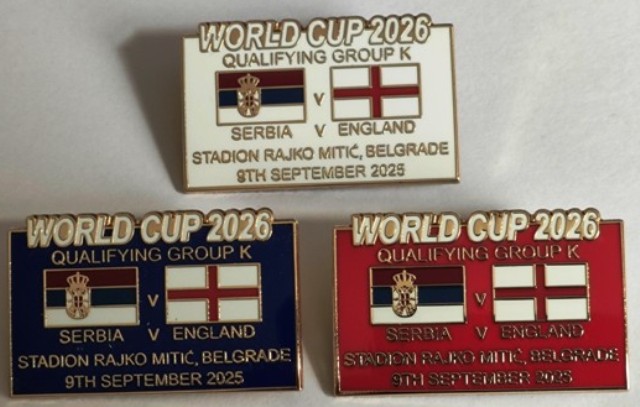 WORLD CUP 2026
QUALIFYING GROUP K
V
SERBIA V ENGLAND
STADION RAJKO MITIĆ, BELGRADE
9TH SEPTEMBER 2025
WORLD CUP 2026
QUALIFYING GROUP K
V
SERBIA V ENGLAND
STADION RAJKO MITIĆ, BELGRADE
9TH SEPTEMBER 2025
WORLD CUP 2026
QUALIFYING GROUP K
V
SERBIA V ENGLAND
STADION RAJKO MITIĆ, BELGRADE
9TH SEPTEMBER 2025